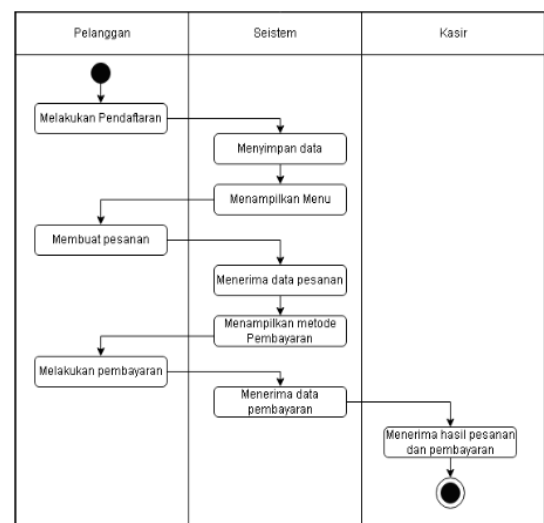 Pelanggan
Seistem
Kasir
Melakukan Pendaftaran
Menyimpan data
Menampilkan Menu
Membuat pesanan
Menerima data pesanan
Menampilkan metode
Pembayaran
Melakukan pembayaran
Menerima data
pembayaran
Menerima hasil pesanan
dan pembayaran